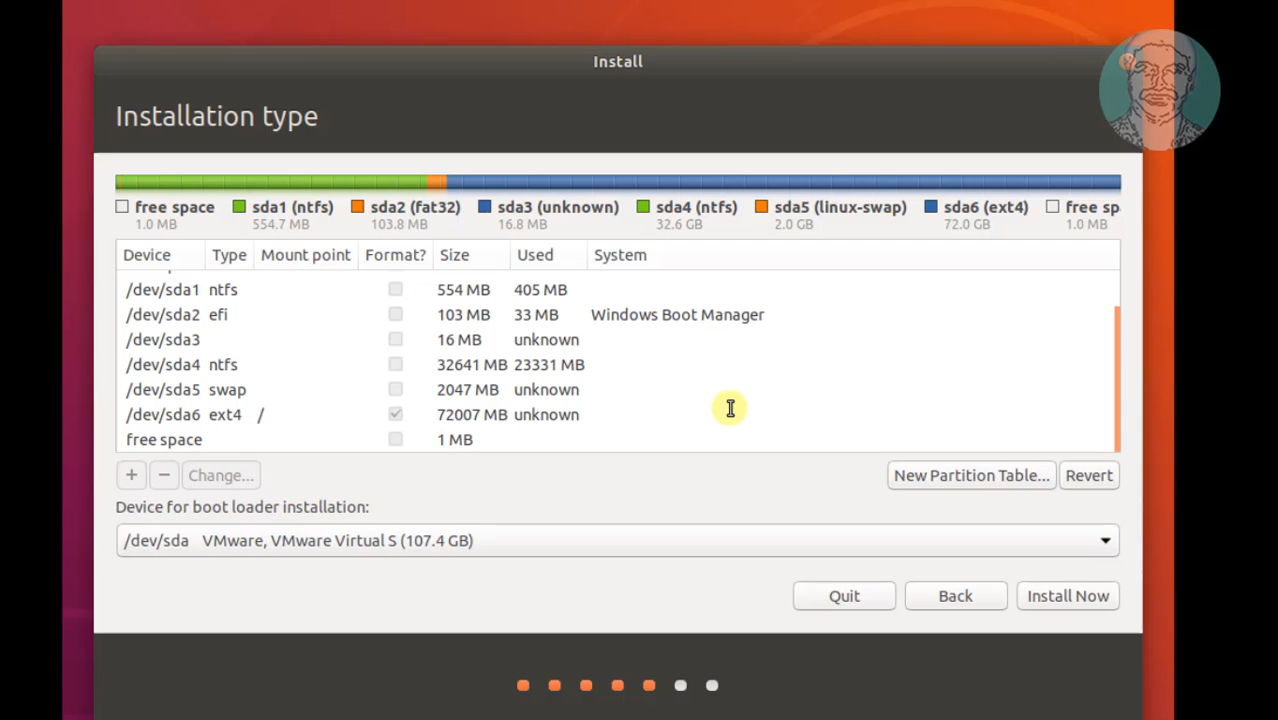 Install
Installation type
free space sda1 (ntfs) sda2 (fat32) sda3 (unknown) sda4 (ntfs) sda5 (linux-swap) sda6 (ext4) free sp
1.0 MB 554.7 MB 103.8 MB 16.8 MB 32.6 GB 2.0 GB 72.0 GB 1.0 MB
Device Type Mount point Format? Size Used System
/dev/sda1 ntfs 554 MB 405 MB
/dev/sda2 efi 103 MB 33 MB Windows Boot Manager
/dev/sda3 16 MB unknown
/dev/sda4 ntfs 32641 MB 23331 MB
/dev/sda5 swap 2047 MB unknown
/dev/sda6 ext4 / 72007 MB unknown
free space 1 MB
+ − Change... New Partition Table... Revert
Device for boot loader installation:
/dev/sda VMware, VMware Virtual S (107.4 GB)
Quit Back Install Now